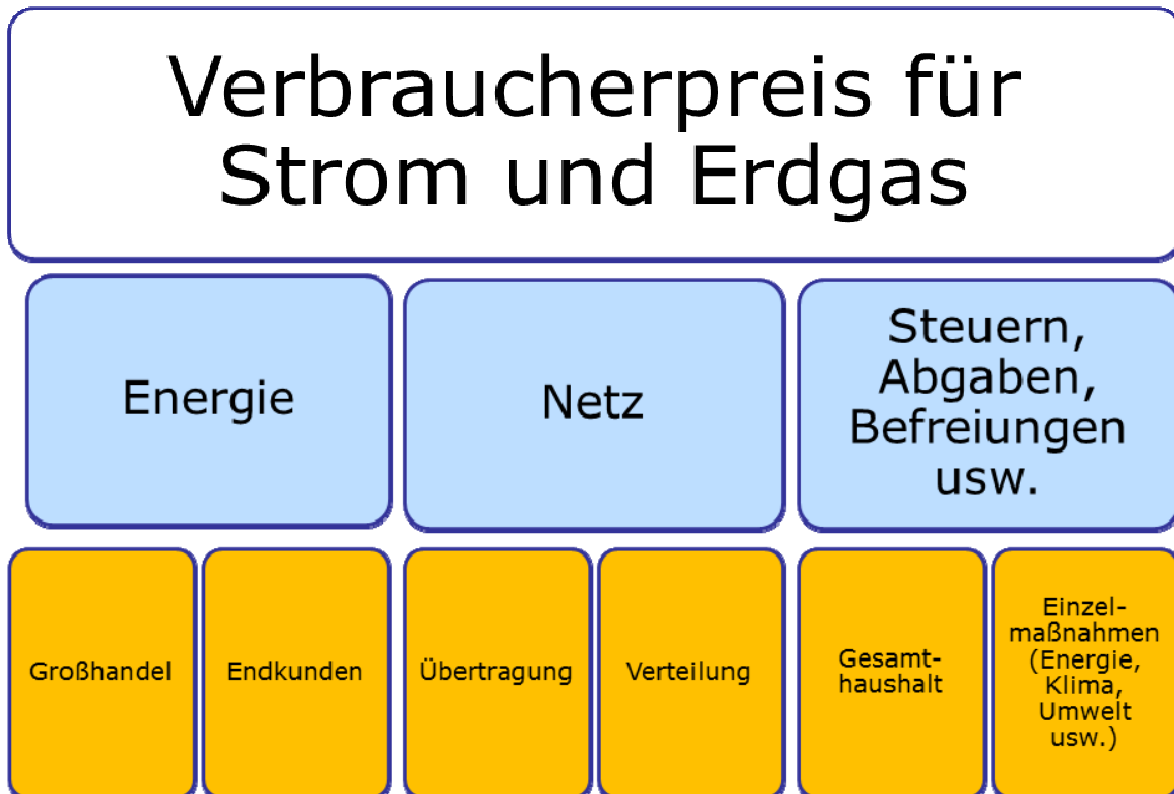 Verbraucherpreis für
Strom und Erdgas
Energie
Netz
Steuern,
Abgaben,
Befreiungen
usw.
Großhandel
Endkunden
Übertragung
Verteilung
Gesamt-
haushalt
Einzel-
maßnahmen
(Energie,
Klima,
Umwelt
usw.)